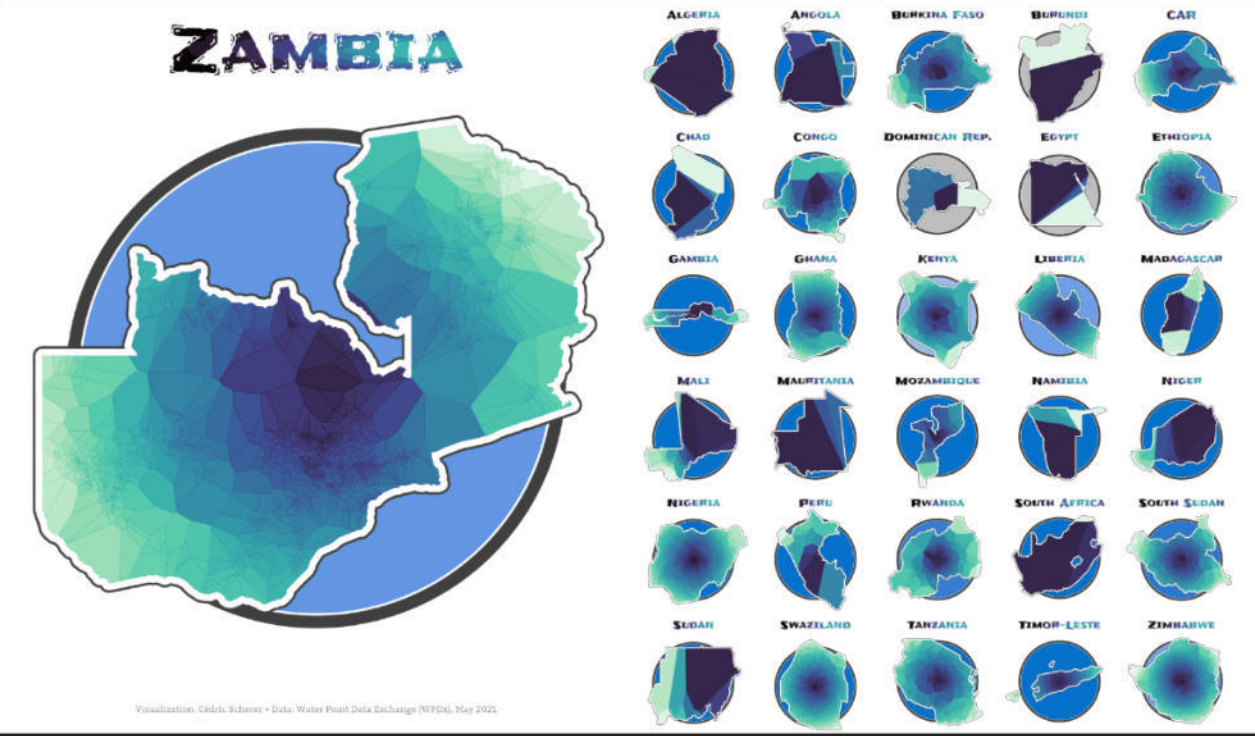 ZAMBIA
Visualization: Cédric Scherer • Data: Water Point Data Exchange (WPDx), May 2021
ALGERIA ANGOLA BURKINA FASO BURUNDI CAR
CHAD CONGO DOMINICAN REP. EGYPT ETHIOPIA
GAMBIA GHANA KENYA LIBERIA MADAGASCAR
MALI MAURITANIA MOZAMBIQUE NAMIBIA NIGER
NIGERIA PERU RWANDA SOUTH AFRICA SOUTH SUDAN
SUDAN SWAZILAND TANZANIA TIMOR-LESTE ZIMBABWE